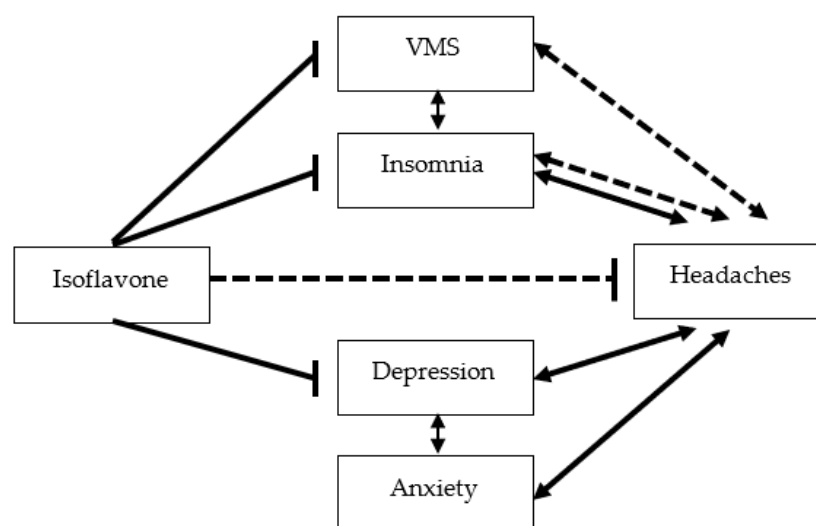 VMS
Insomnia
Isoflavone
Headaches
Depression
Anxiety